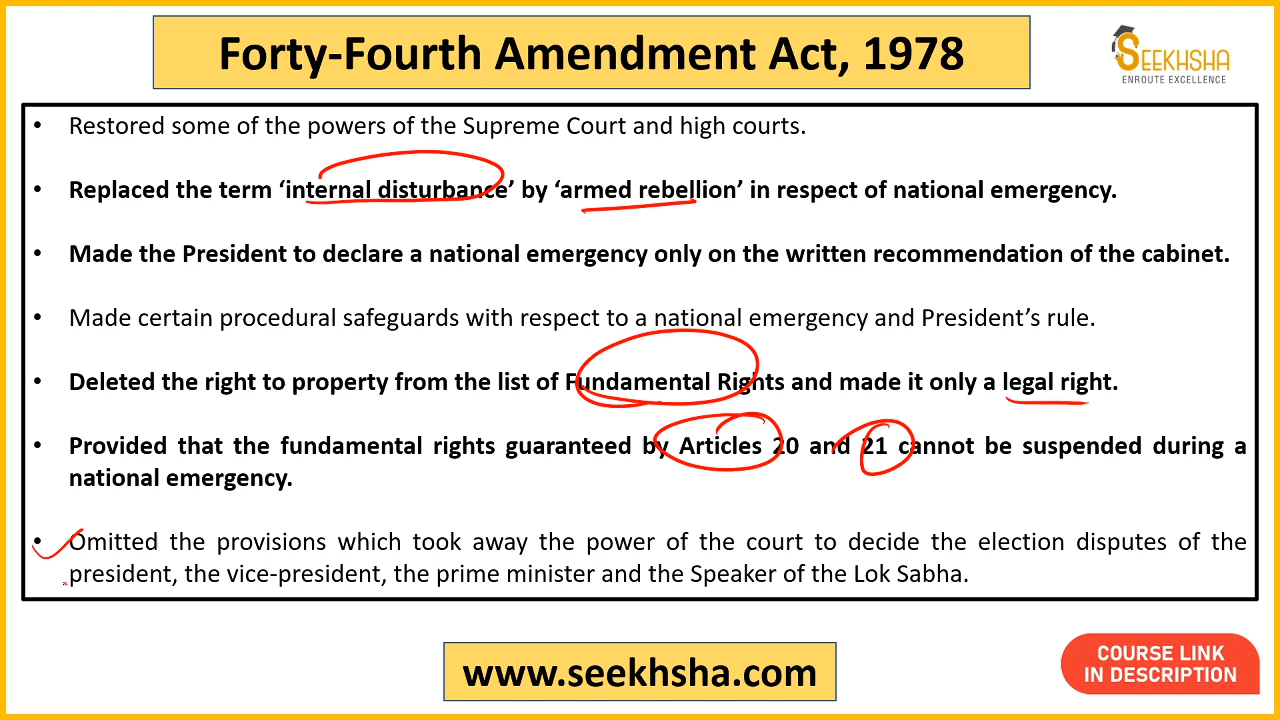 Forty-Fourth Amendment Act, 1978
SEEKHSHA
ENROUTE EXCELLENCE
• Restored some of the powers of the Supreme Court and high courts.
• Replaced the term ‘internal disturbance’ by ‘armed rebellion’ in respect of national emergency.
• Made the President to declare a national emergency only on the written recommendation of the cabinet.
• Made certain procedural safeguards with respect to a national emergency and President’s rule.
• Deleted the right to property from the list of Fundamental Rights and made it only a legal right.
• Provided that the fundamental rights guaranteed by Articles 20 and 21 cannot be suspended during a
national emergency.
• Omitted the provisions which took away the power of the court to decide the election disputes of the
president, the vice-president, the prime minister and the Speaker of the Lok Sabha.
www.seekhsha.com
COURSE LINK
IN DESCRIPTION